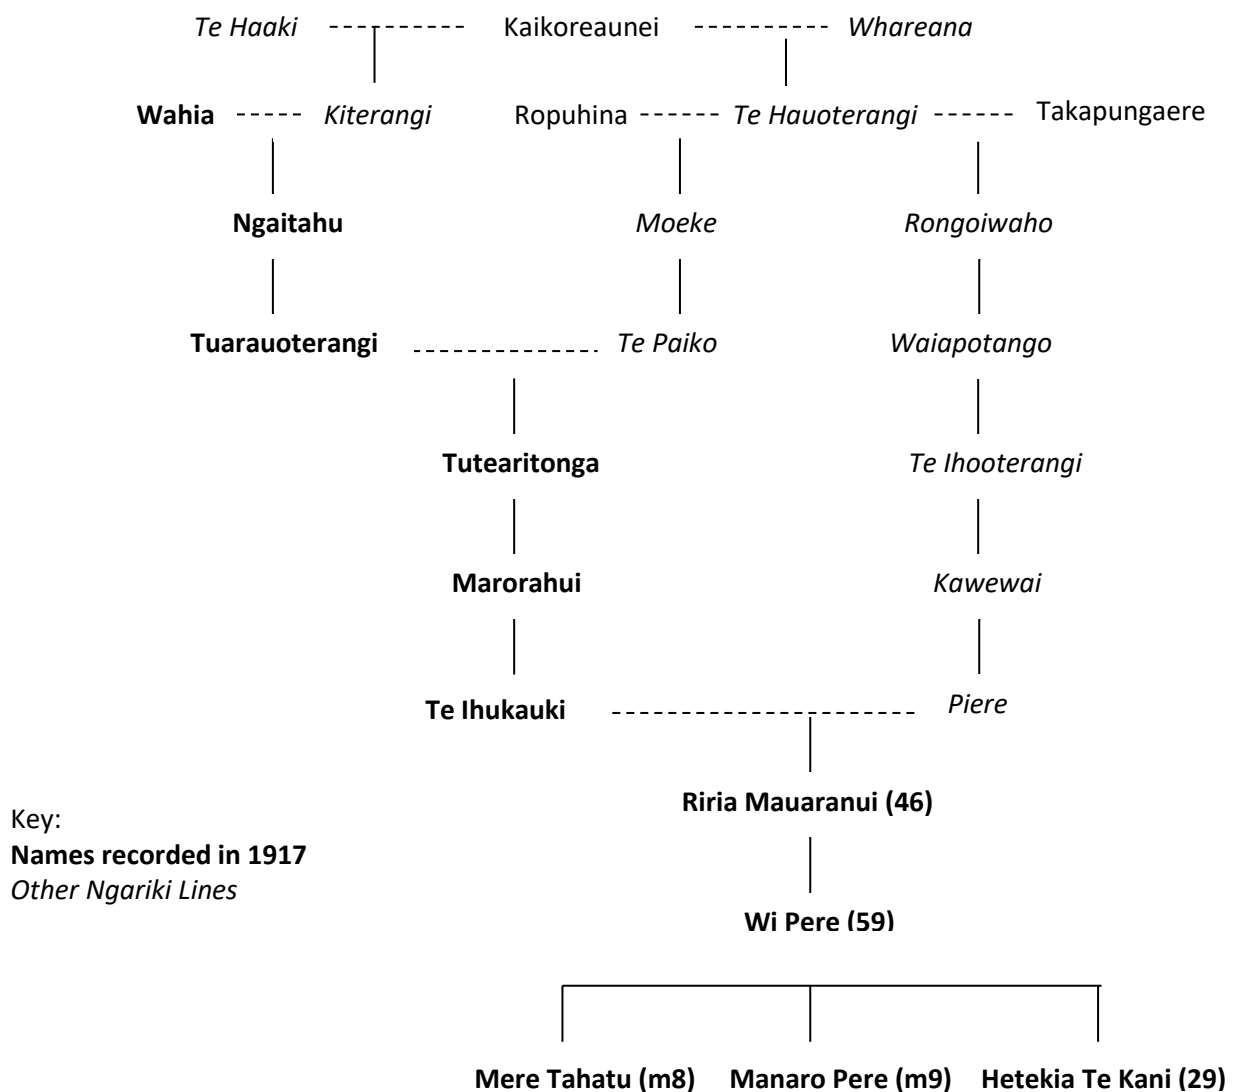 Te Haaki Kaikoreaunei Whareana
Wahia Kiterangi Ropuhina Te Hauoterangi Takapungaere
Ngaitahu Moeke Rongoiwaho
Tuarauoterangi Te Paiko Waiapotango
Tutearitonga Te Ihooterangi
Marorahui Kawewai
Te Ihukauki Piere
Riria Mauaranui (46)
Key:
Names recorded in 1917
Other Ngariki Lines
Wi Pere (59)
Mere Tahatu (m8) Manaro Pere (m9) Hetekia Te Kani (29)